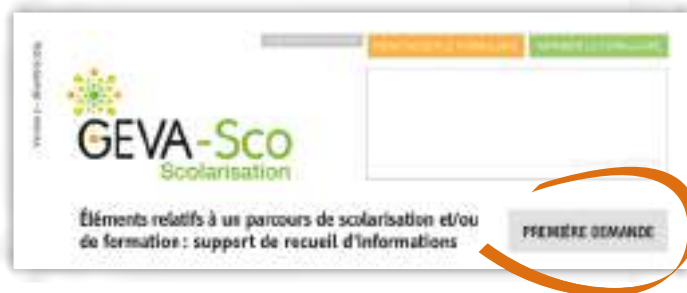 GEVA-Sco
Scolarisation
Éléments relatifs à un parcours de scolarisation et/ou
de formation : support de recueil d'informations
PREMIÈRE DEMANDE